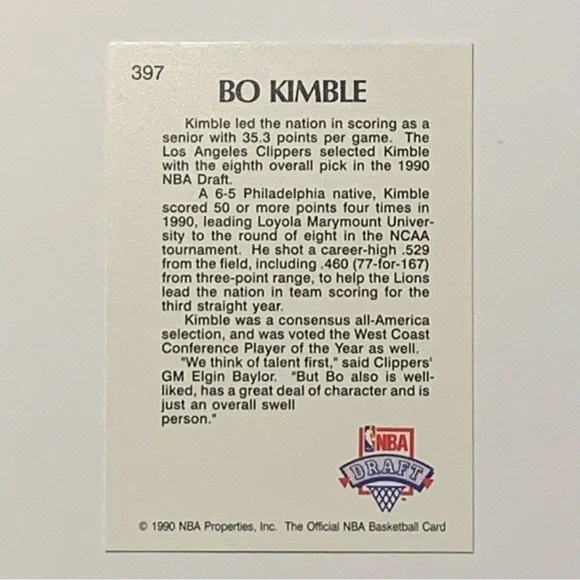 397
BO KIMBLE
Kimble led the nation in scoring as a
senior with 35.3 points per game. The
Los Angeles Clippers selected Kimble
with the eighth overall pick in the 1990
NBA Draft.
A 6-5 Philadelphia native, Kimble
scored 50 or more points four times in
1990, leading Loyola Marymount Univer-
sity to the round of eight in the NCAA
tournament. He shot a career-high .529
from the field, including .460 (77-for-167)
from three-point range, to help the Lions
lead the nation in team scoring for the
third straight year.
Kimble was a consensus all-America
selection, and was voted the West Coast
Conference Player of the Year as well.
"We think of talent first," said Clippers'
GM Elgin Baylor. "But Bo also is well-
liked, has a great deal of character and is
just an overall swell
person."
NBA
DRAFT
© 1990 NBA Properties, Inc. The Official NBA Basketball Card